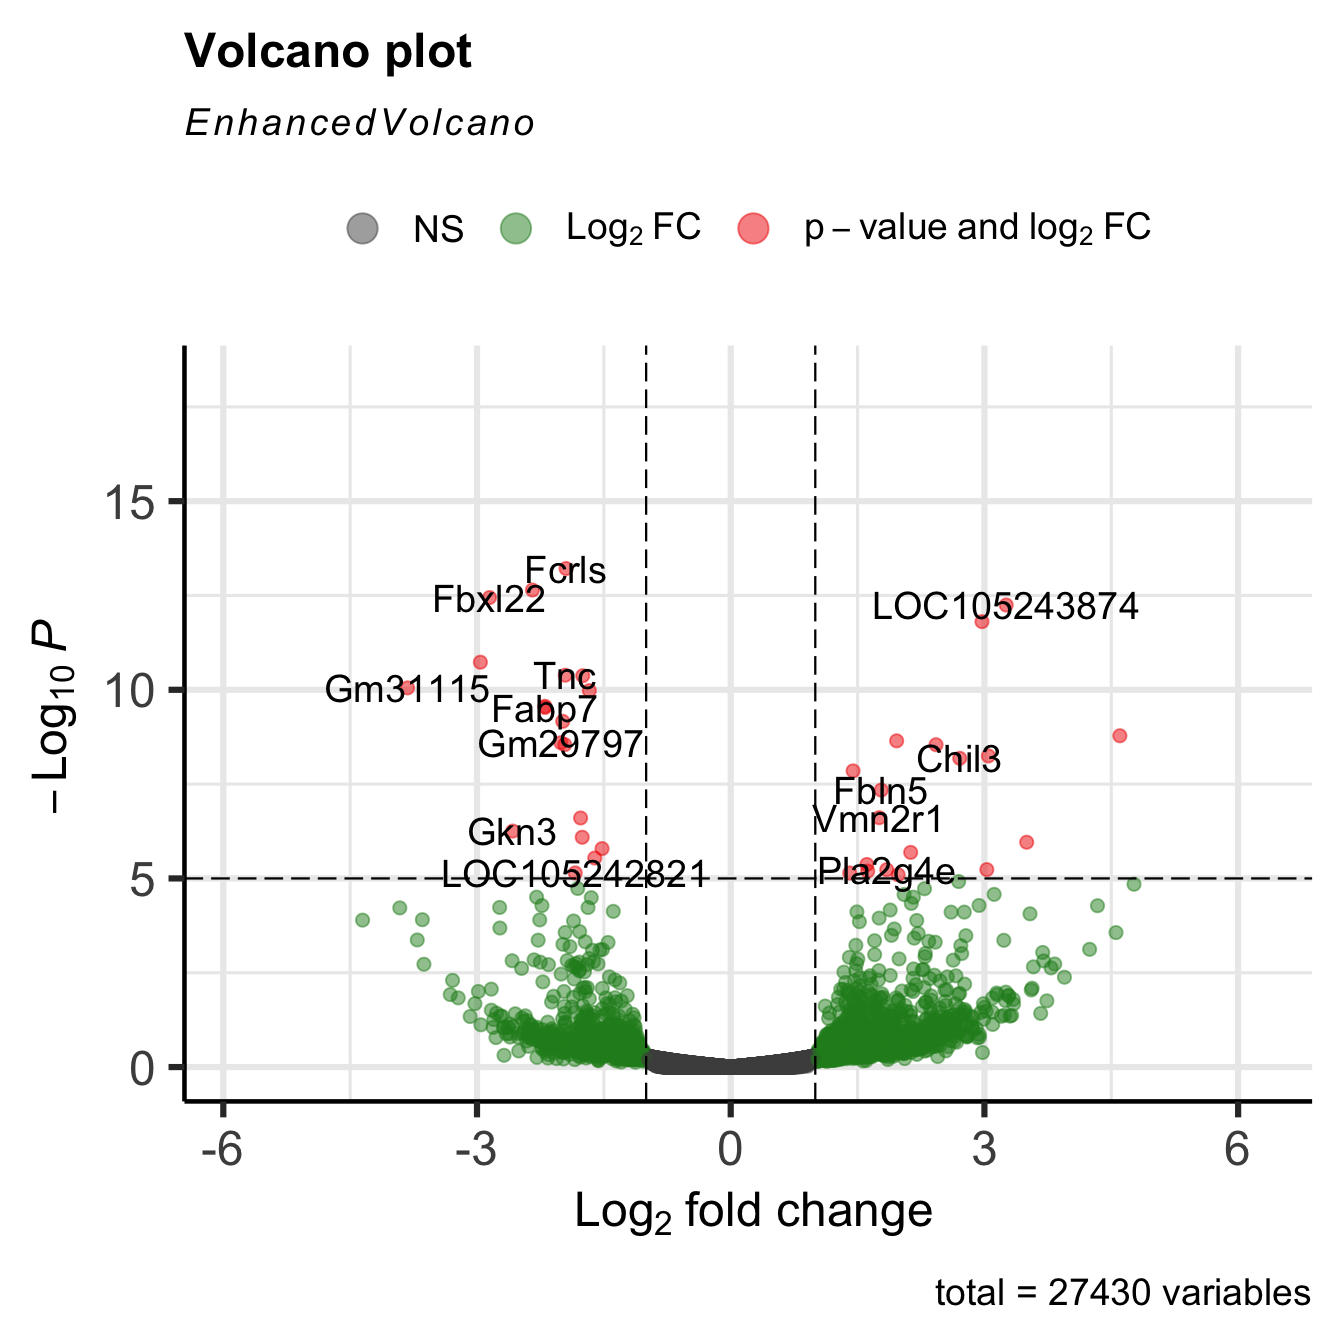 Volcano plot
EnhancedVolcano
NS Log₂ FC p – value and log₂ FC
15
10
5
0
−Log₁₀ P
Fcrls
Fbxl22
LOC105243874
Tnc
Gm31115
Fabp7
Gm29797
Chil3
Fbln5
Vmn2r1
Gkn3
Pla2g4e
LOC105242821
-6 -3 0 3 6
Log₂ fold change
total = 27430 variables